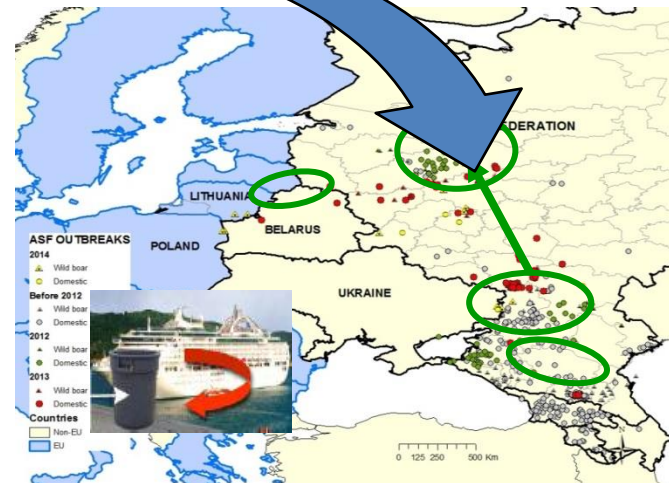 FEDERATION
LITHUANIA
BELARUS
POLAND
UKRAINE
ASF OUTBREAKS
2014
Wild boar
Domestic
Before 2012
Wild boar
Domestic
2012
Wild boar
Domestic
2013
Wild boar
Domestic
Countries
Non-EU
EU
0 125 250 500 Km